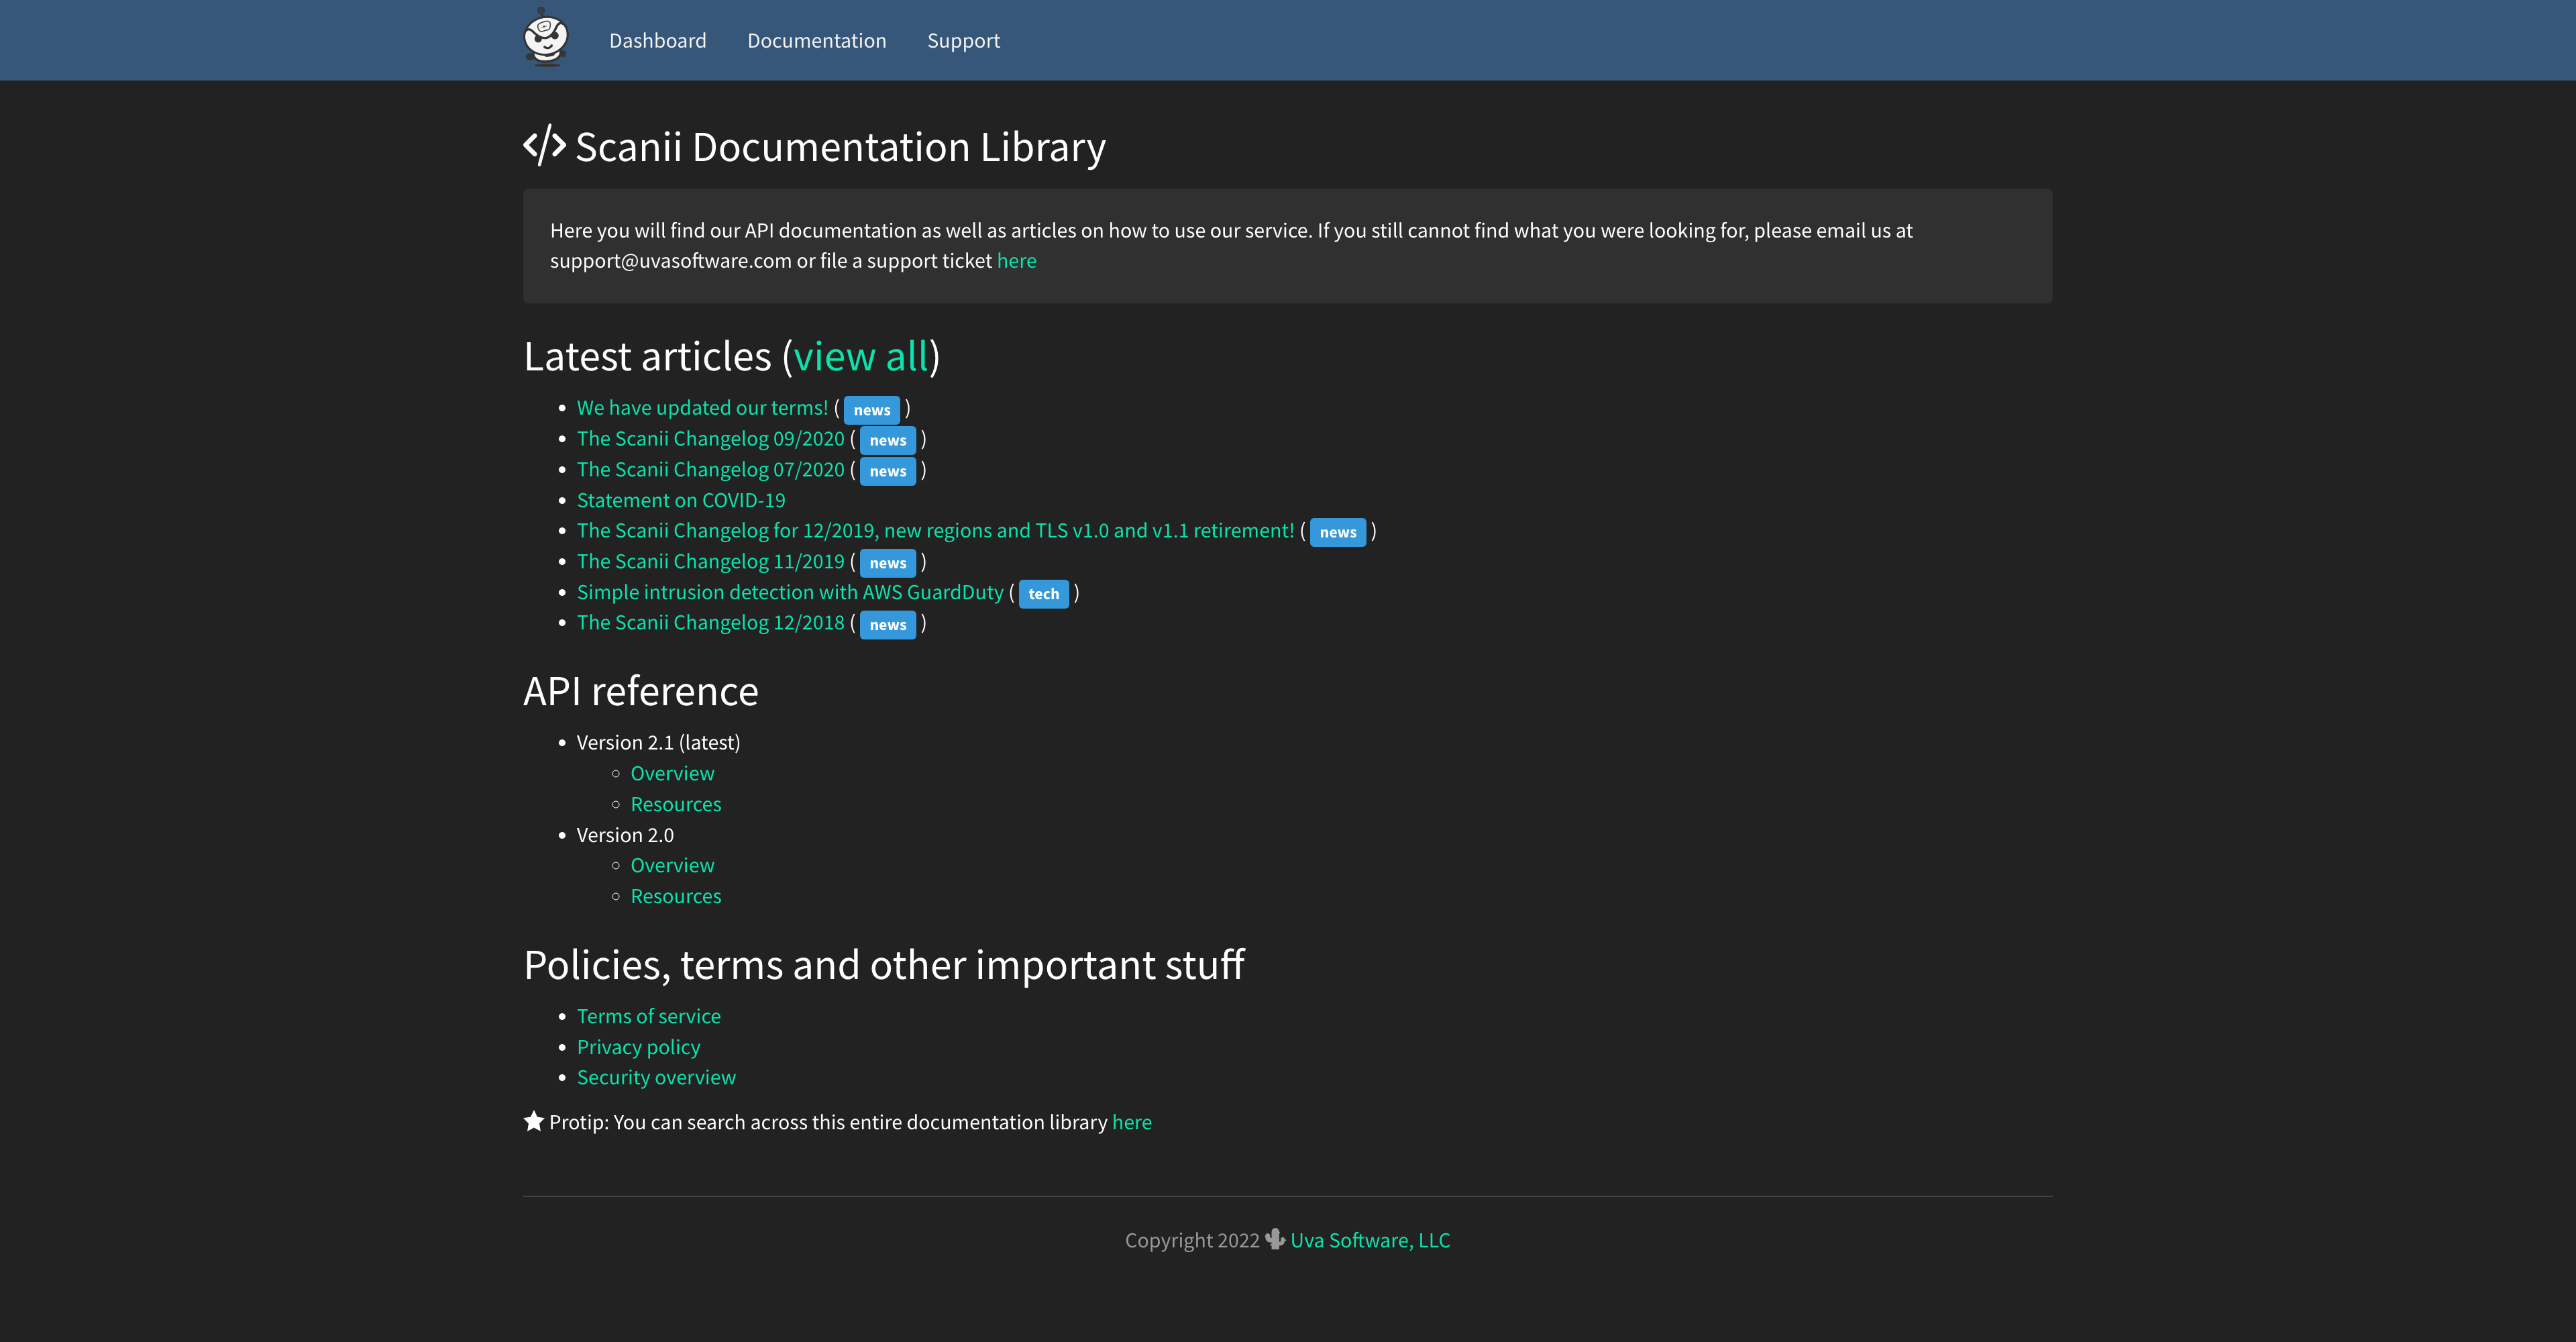 Dashboard Documentation Support
Scanii Documentation Library
Here you will find our API documentation as well as articles on how to use our service. If you still cannot find what you were looking for, please email us at
support@uvasoftware.com or file a support ticket here
Latest articles (view all)
We have updated our terms! ( news )
The Scanii Changelog 09/2020 ( news )
The Scanii Changelog 07/2020 ( news )
Statement on COVID-19
The Scanii Changelog for 12/2019, new regions and TLS v1.0 and v1.1 retirement! ( news )
The Scanii Changelog 11/2019 ( news )
Simple intrusion detection with AWS GuardDuty ( tech )
The Scanii Changelog 12/2018 ( news )
API reference
Version 2.1 (latest)
Overview
Resources
Version 2.0
Overview
Resources
Policies, terms and other important stuff
Terms of service
Privacy policy
Security overview
Protip: You can search across this entire documentation library here
Copyright 2022 Uva Software, LLC